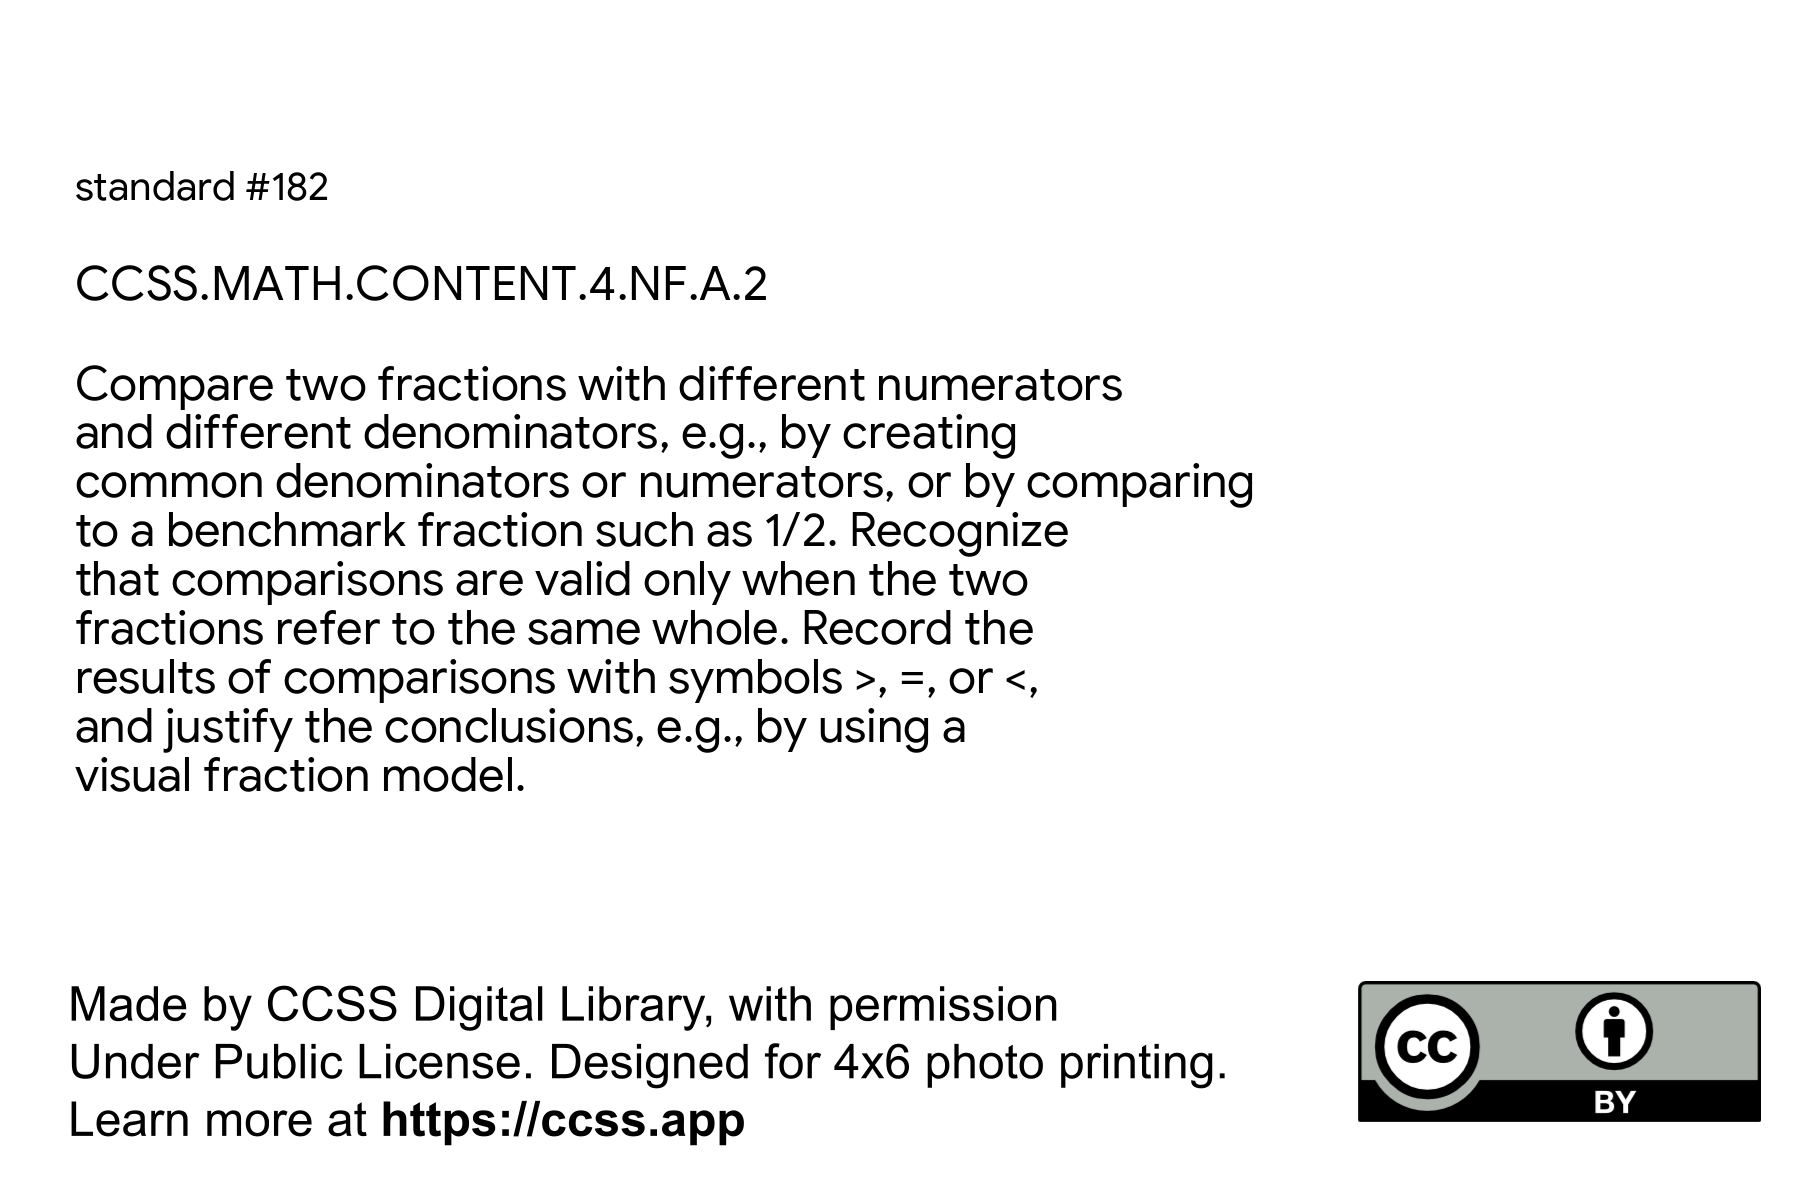 standard #182
CCSS.MATH.CONTENT.4.NF.A.2
Compare two fractions with different numerators
and different denominators, e.g., by creating
common denominators or numerators, or by comparing
to a benchmark fraction such as 1/2. Recognize
that comparisons are valid only when the two
fractions refer to the same whole. Record the
results of comparisons with symbols >, =, or <,
and justify the conclusions, e.g., by using a
visual fraction model.
Made by CCSS Digital Library, with permission
Under Public License. Designed for 4x6 photo printing.
Learn more at https://ccss.app
CC
BY